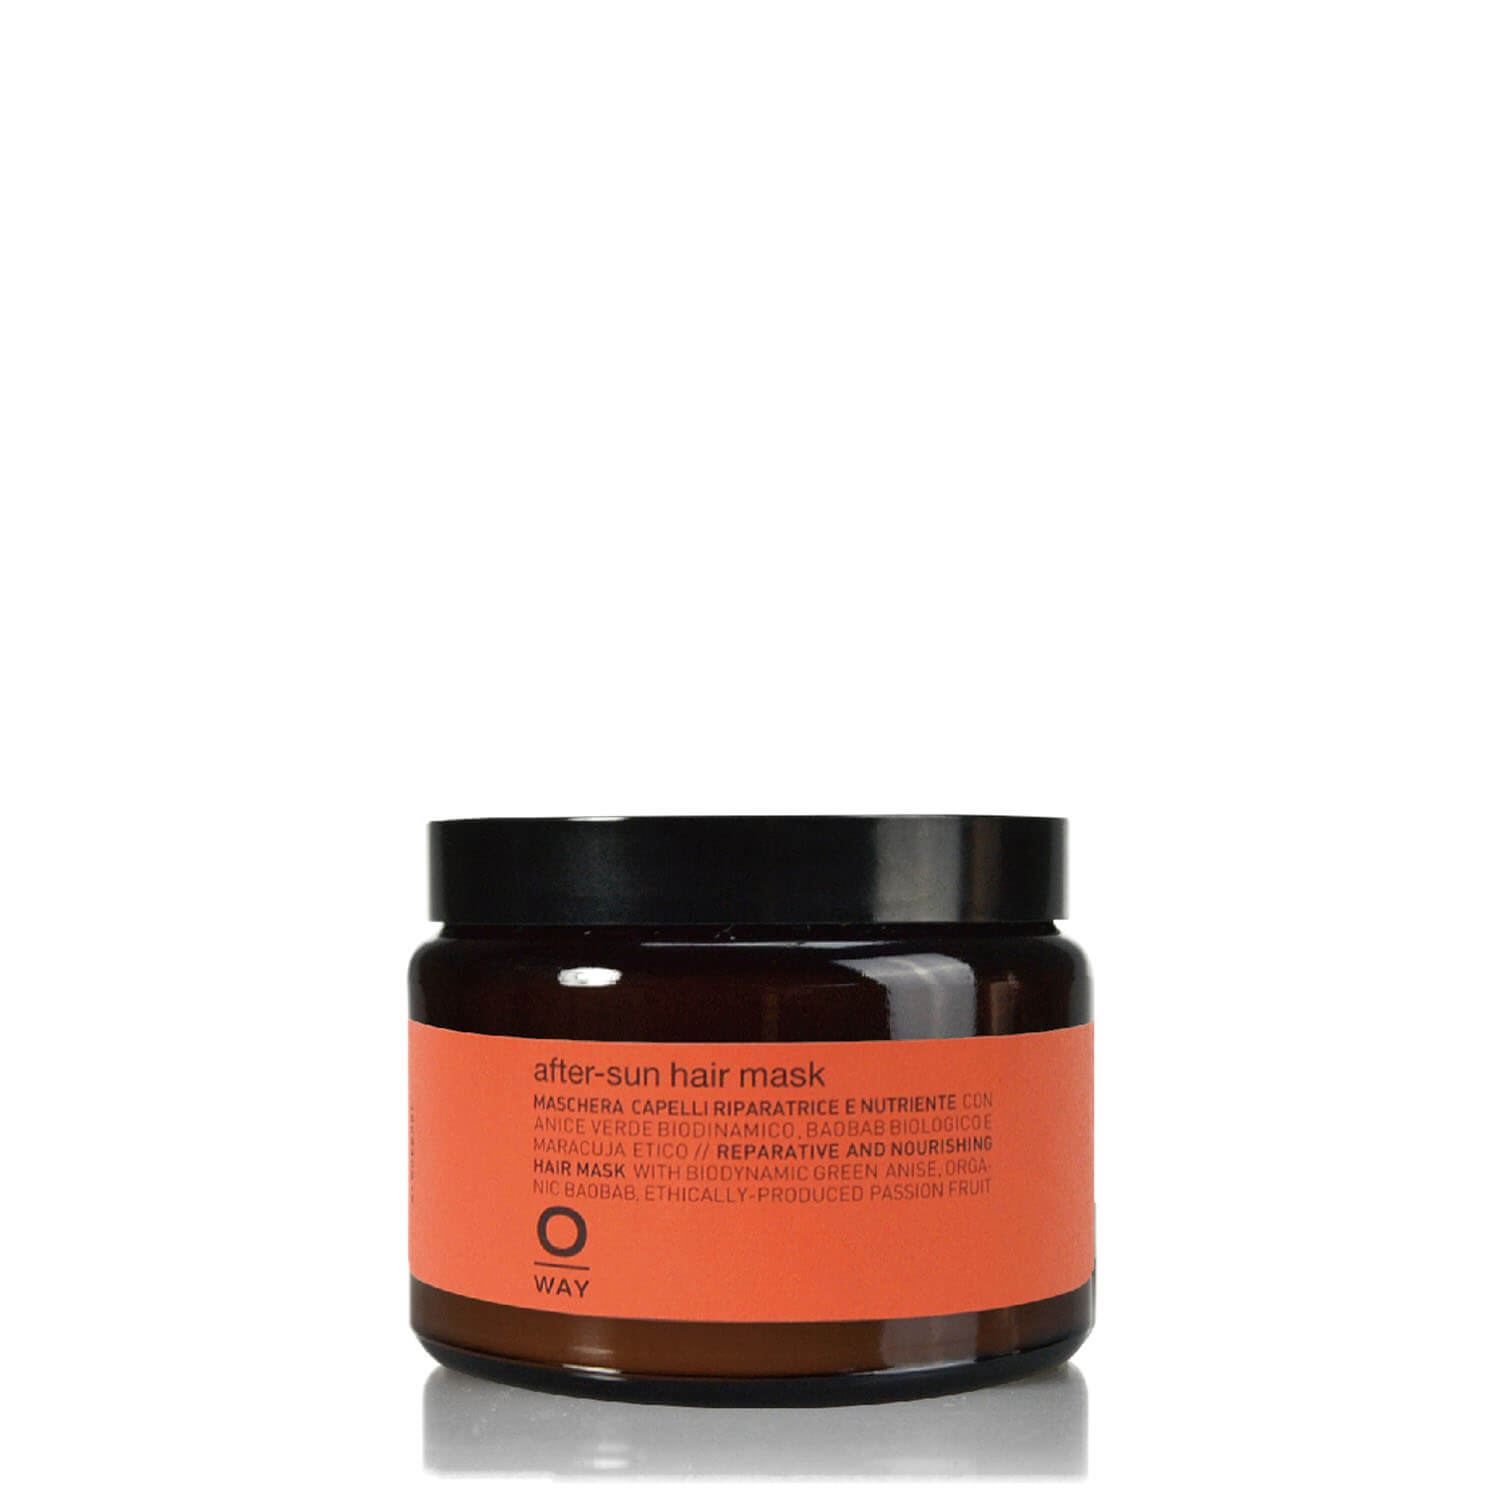 after-sun hair mask
MASCHERA CAPELLI RIPARATRICE E NUTRIENTE CON
ANICE VERDE BIODINAMICO, BAOBAB BIOLOGICO E
MARACUJA ETICO // REPARATIVE AND NOURISHING
HAIR MASK WITH BIODYNAMIC GREEN ANISE, ORGA-
NIC BAOBAB, ETHICALLY-PRODUCED PASSION FRUIT
O
WAY